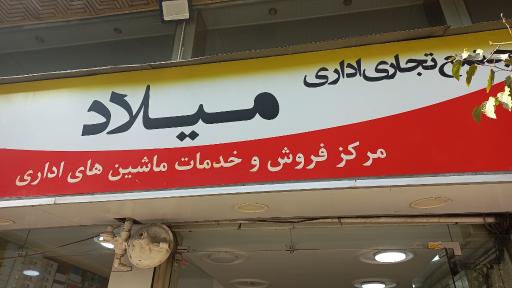 تجاری اداری
میلاد
مرکز فروش و خدمات ماشین های اداری